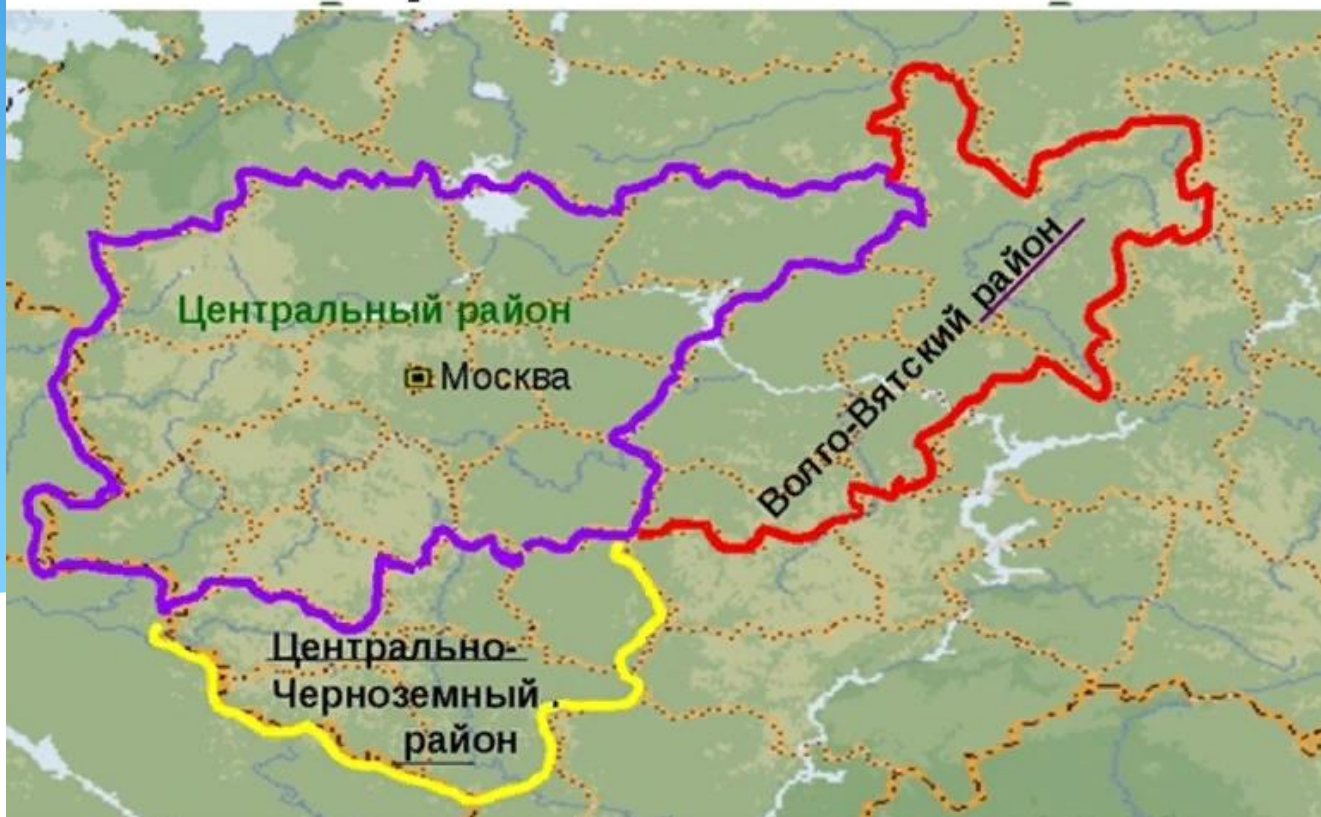 Центральный район
Москва
Волго-Вятский район
Центрально-
Черноземный .
район